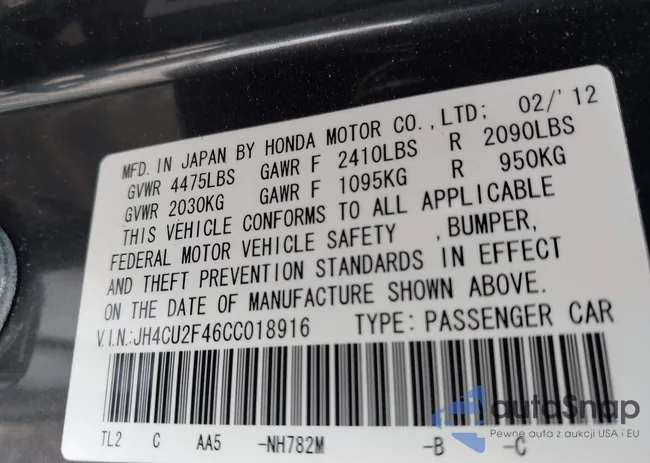 MFD. IN JAPAN BY HONDA MOTOR CO.,LTD; 02/'12
GVWR 4475LBS GAWR F 2410LBS R 2090LBS
GVWR 2030KG GAWR F 1095KG R 950KG
THIS VEHICLE CONFORMS TO ALL APPLICABLE
FEDERAL MOTOR VEHICLE SAFETY ,BUMPER,
AND THEFT PREVENTION STANDARDS IN EFFECT
ON THE DATE OF MANUFACTURE SHOWN ABOVE.
V.I.N.:JH4CU2F46CC018916 TYPE: PASSENGER CAR
TL2 C AA5 -NH782M -B -C
autaSnap
Pewne auta z aukcji USA i EU